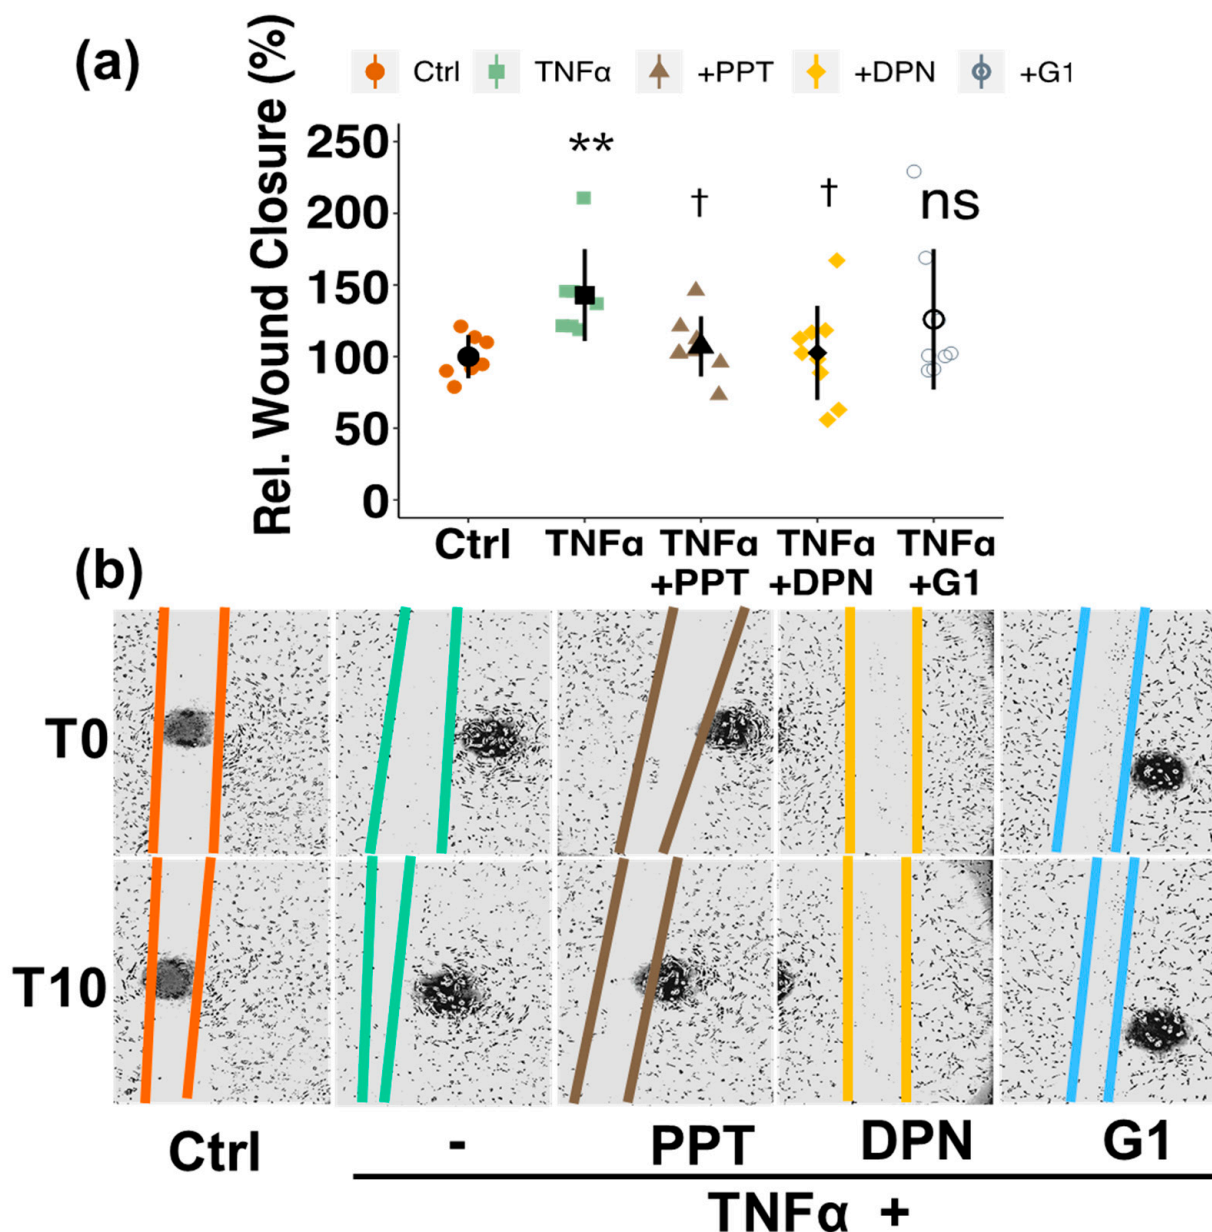 (a)
Ctrl TNFα +PPT +DPN +G1
Rel. Wound Closure (%)
250
200
150
100
50
0
**
†
†
ns
Ctrl TNFα TNFα TNFα TNFα
+PPT +DPN +G1
(b)
T0
T10
Ctrl - PPT DPN G1
TNFα +